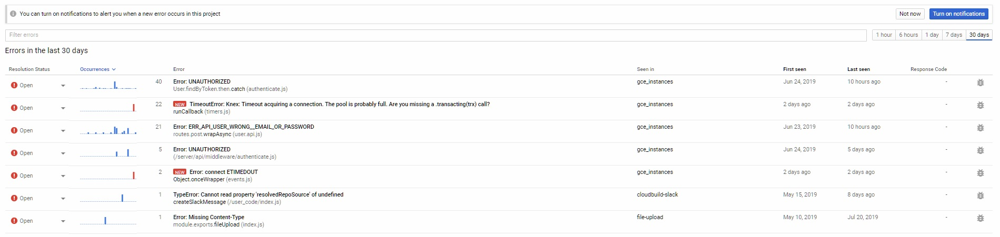 You can turn on notifications to alert you when a new error occurs in this project Not now Turn on notifications
Filter errors 1 hour 6 hours 1 day 7 days 30 days
Errors in the last 30 days
Resolution Status Occurrences Error Seen in First seen Last seen Response Code
Open 40 Error: UNAUTHORIZED gce_instances Jun 24, 2019 10 hours ago -
User.findByToken.then.catch (authenticate.js)
Open 22 NEW TimeoutError: Knex: Timeout acquiring a connection. The pool is probably full. Are you missing a .transacting(trx) call? gce_instances 2 days ago 2 days ago -
runCallback (timers.js)
Open 21 Error: ERR_API_USER_WRONG__EMAIL_OR_PASSWORD gce_instances Jun 23, 2019 10 hours ago -
routes.post.wrapAsync (user.api.js)
Open 5 Error: UNAUTHORIZED gce_instances Jun 24, 2019 5 days ago -
(/server/api/middleware/authenticate.js)
Open 2 NEW Error: connect ETIMEDOUT gce_instances 2 days ago 2 days ago -
Object.onceWrapper (events.js)
Open 1 TypeError: Cannot read property 'resolvedRepoSource' of undefined cloudbuild-slack May 15, 2019 8 days ago -
createSlackMessage (/user_code/index.js)
Open 1 Error: Missing Content-Type file-upload May 10, 2019 Jul 20, 2019 -
module.exports.fileUpload (index.js)